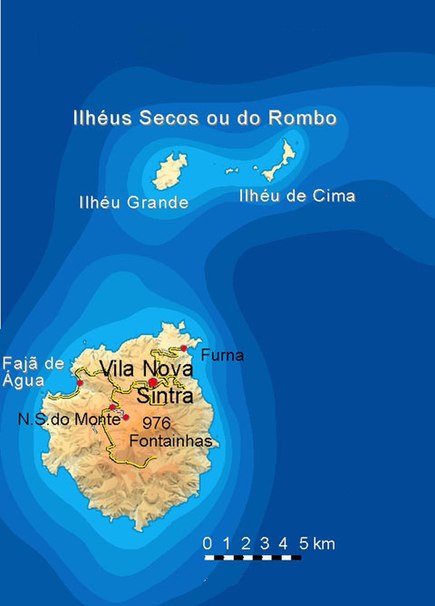 Ilhéus Secos ou do Rombo
Ilhéu Grande
Ilhéu de Cima
Furna
Fajã de
Água
Vila Nova
Sintra
N.S.do Monte
976
Fontainhas
0 1 2 3 4 5 km